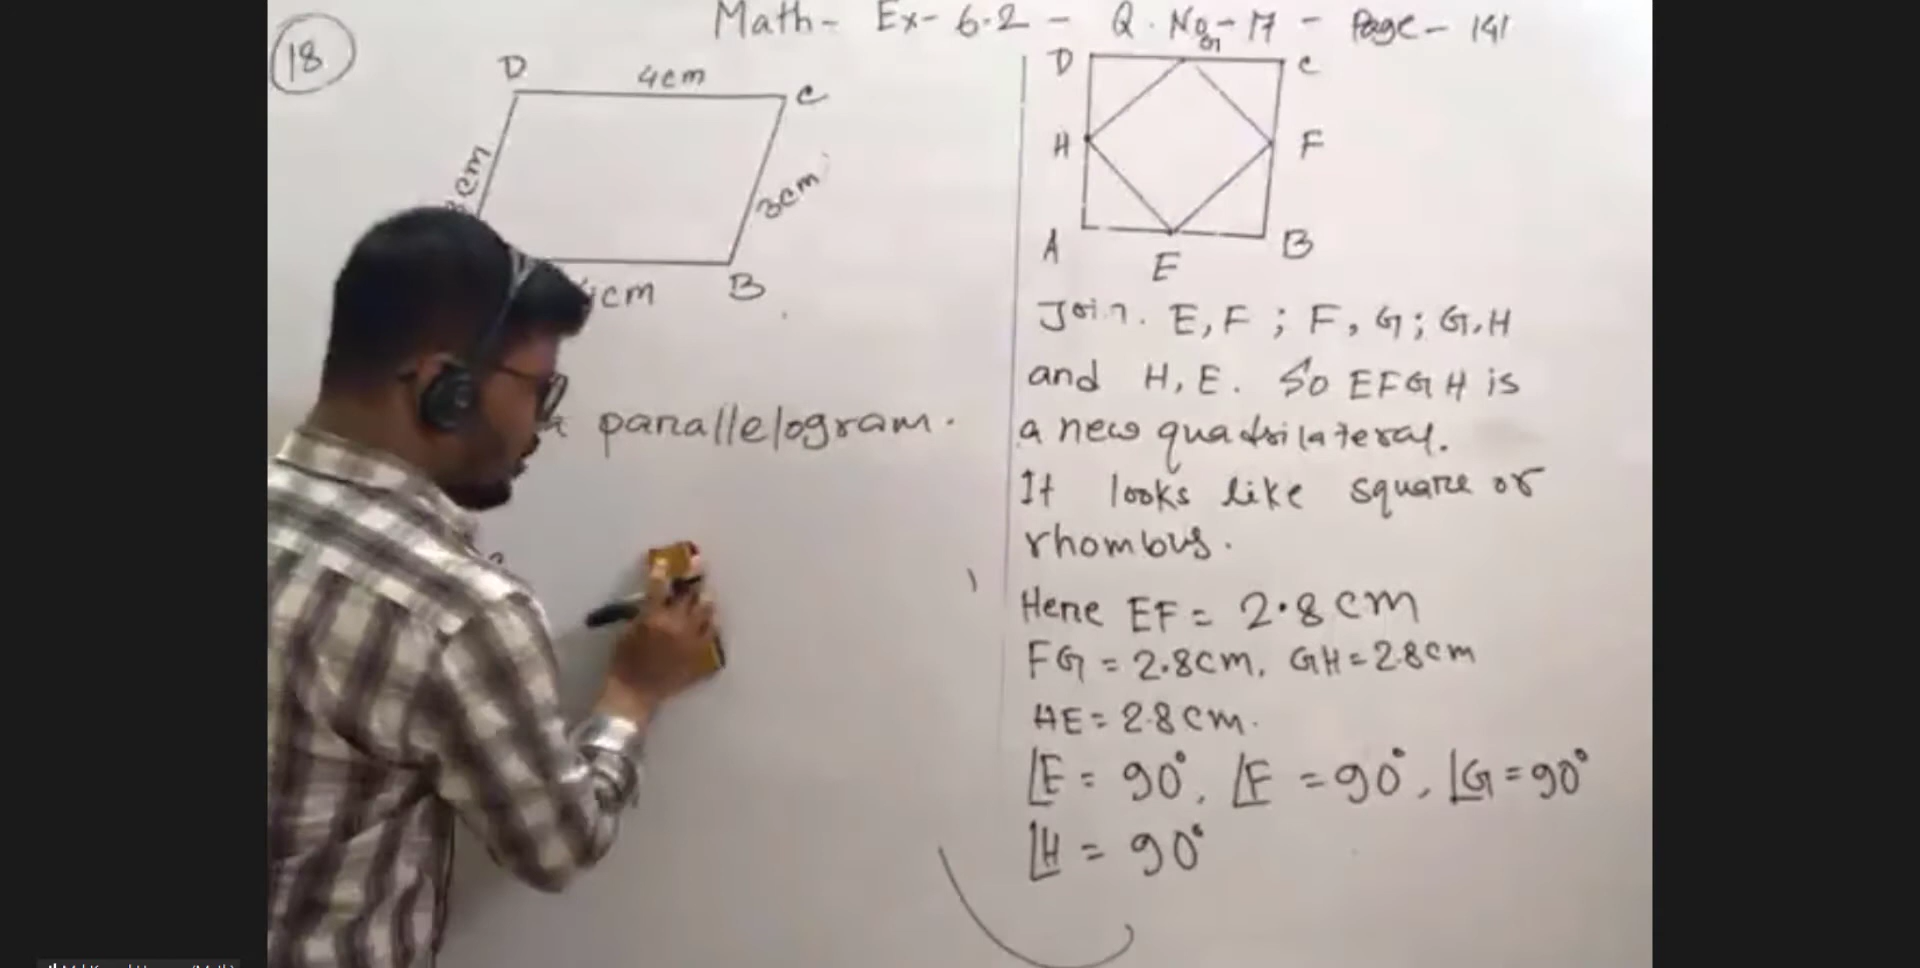 Math - Ex - 6.2 - Q. No - 17 - Page - 141
18
D 4cm C
cm
3cm
cm B
parallelogram.
D G C
H F
A B
E
Join. E, F ; F, G ; G, H
and H, E. So EFGH is
a new quadrilateral.
It looks like square or
rhombus.
Here EF = 2.8 cm
FG = 2.8cm, GH = 2.8cm
HE = 2.8 cm.
∠E = 90°, ∠F = 90°, ∠G = 90°
∠H = 90°